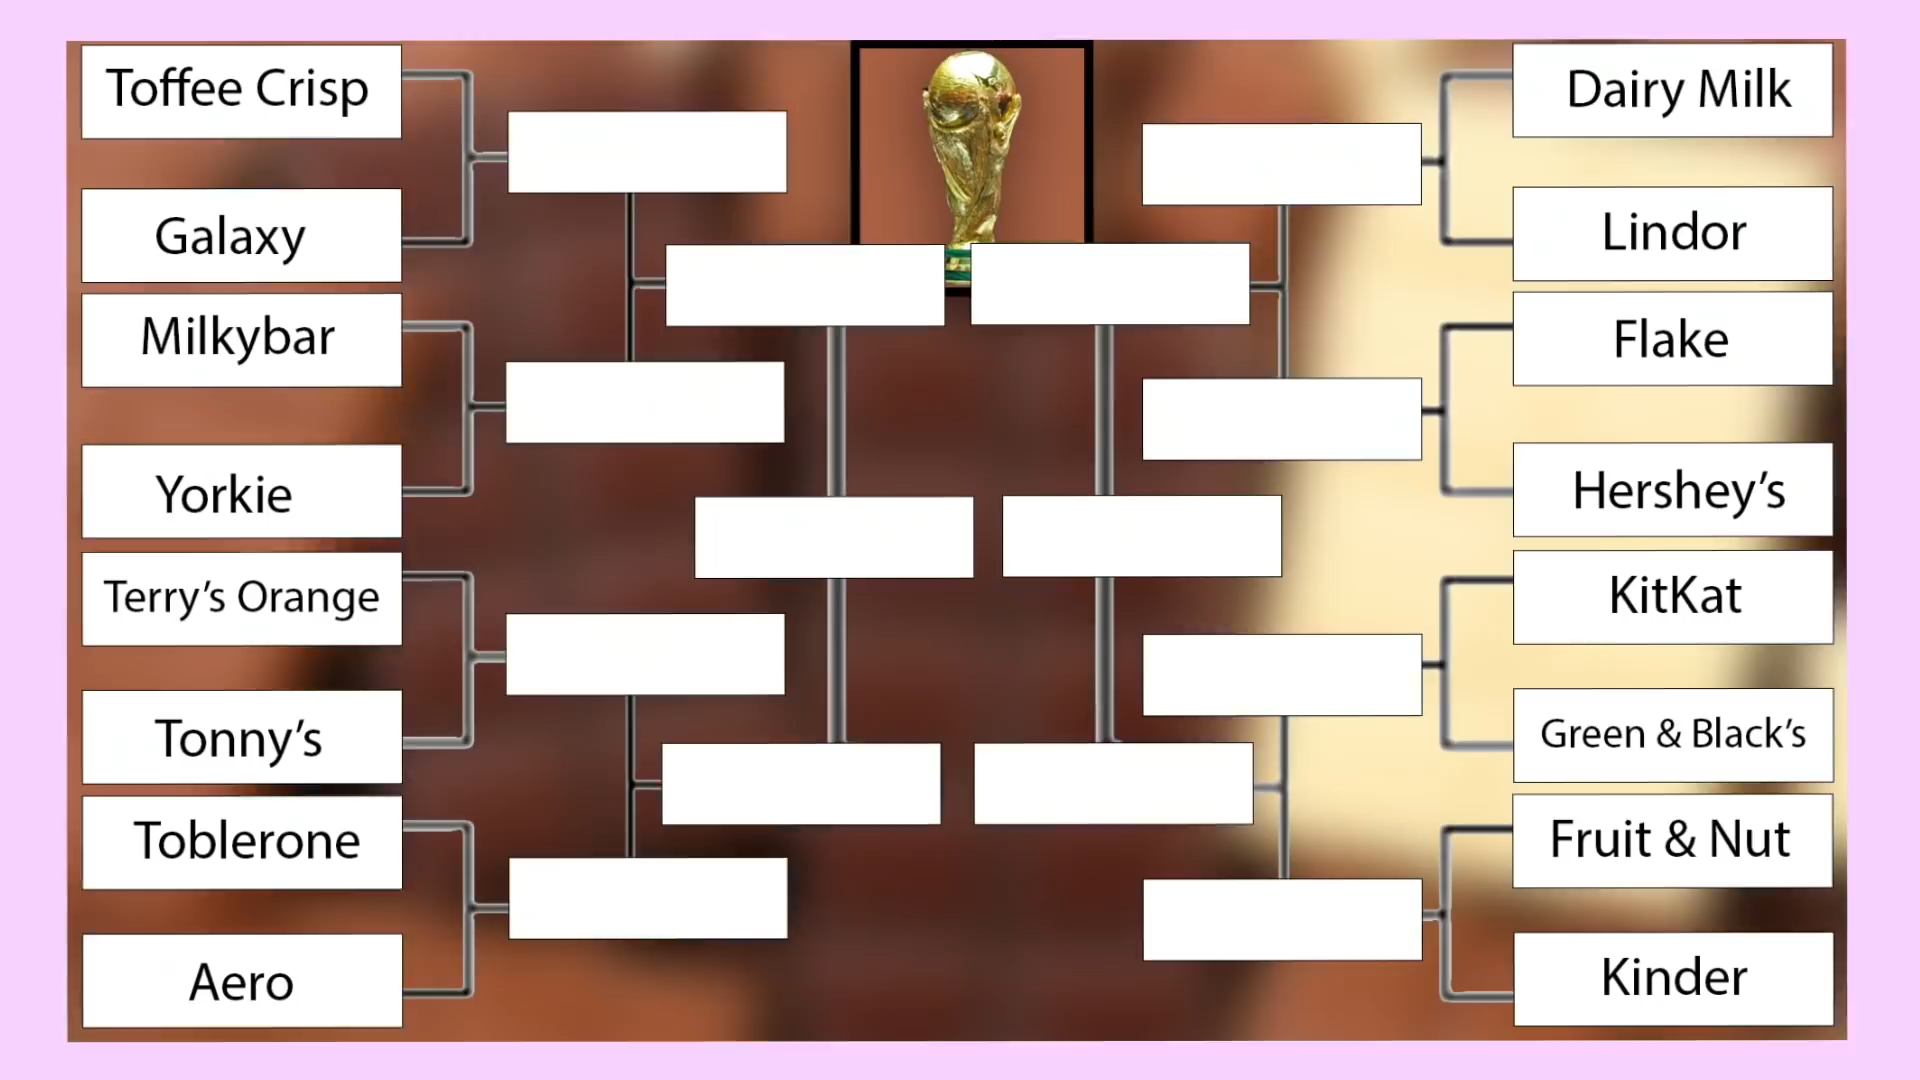 Toffee Crisp
Galaxy
Milkybar
Yorkie
Terry's Orange
Tonny's
Toblerone
Aero
Dairy Milk
Lindor
Flake
Hershey's
KitKat
Green & Black's
Fruit & Nut
Kinder